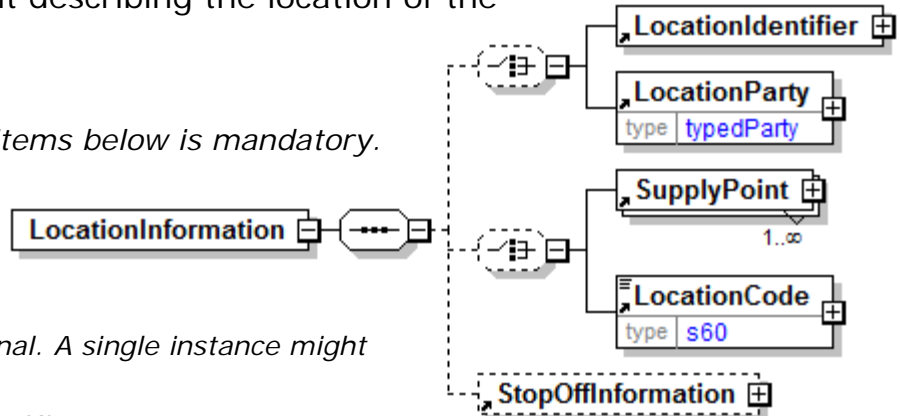 t describing the location of the
LocationIdentifier
LocationParty
type typedParty
items below is mandatory.
SupplyPoint
1..∞
LocationInformation
LocationCode
type s60
nal. A single instance might
StopOffInformation